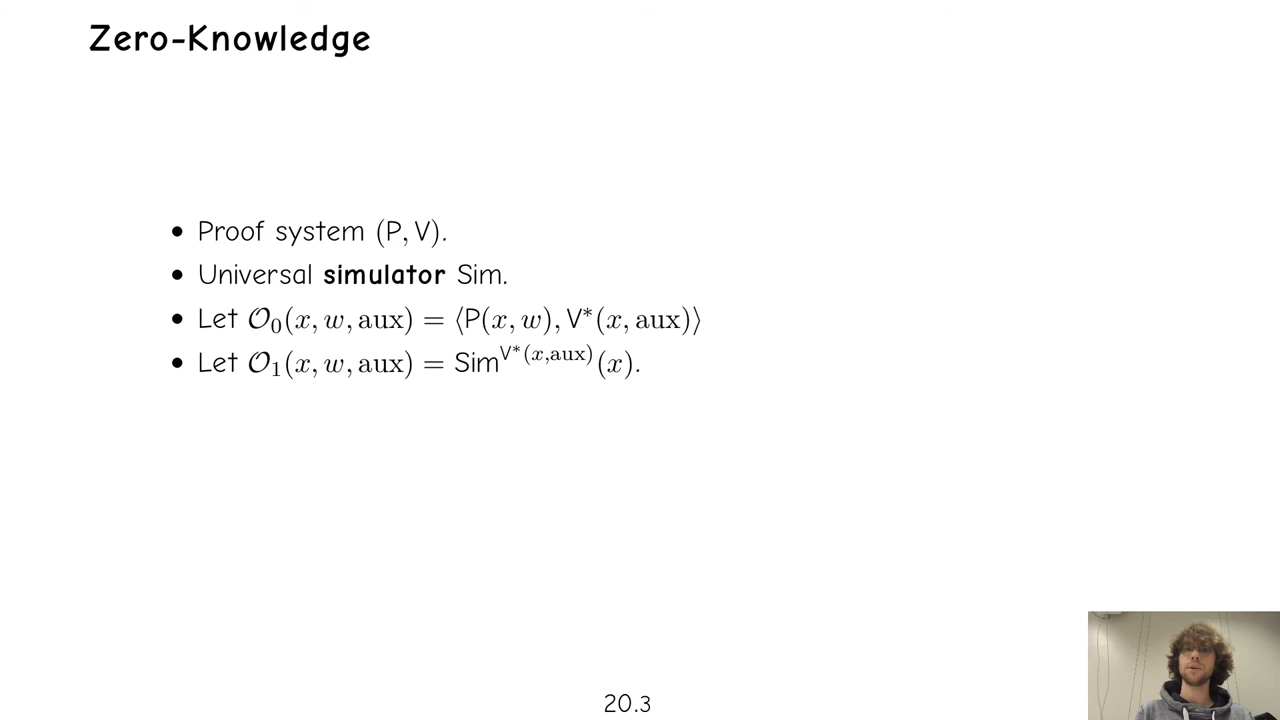 Zero-Knowledge
• Proof system (P, V).
• Universal simulator Sim.
• Let 𝒪₀(x, w, aux) = ⟨P(x, w), V*(x, aux)⟩
• Let 𝒪₁(x, w, aux) = Sim^{V*(x,aux)}(x).
20.3